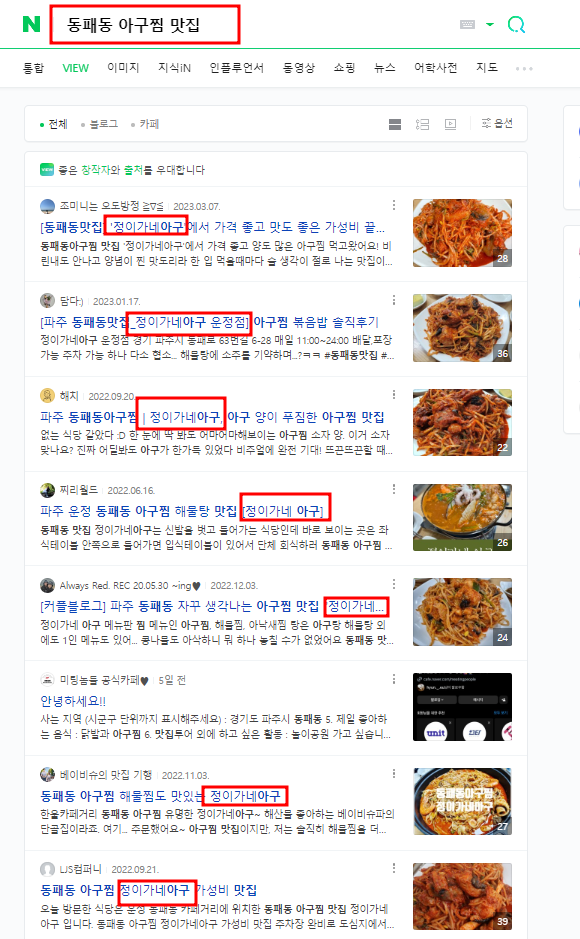 N 동패동 아구찜 맛집
통합 VIEW 이미지 지식iN 인플루언서 동영상 쇼핑 뉴스 어학사전 지도
전체 블로그 카페 옵션
VIEW 좋은 창작자와 출처를 우대합니다
조미니는 오도방정 ≧▽≦ 2023.03.07.
[동패동맛집] '정이가네아구'에서 가격 좋고 맛도 좋은 가성비 끝...
동패동아구찜 맛집 '정이가네아구'에서 가격 좋고 양도 많은 아구찜 먹고왔어요! 비
린내도 안나고 양념이 찐 맛도리라 한 입 먹을때마다 술 생각이 절로 나는 맛집이...
28
담다:) 2023.01.17.
[파주 동패동맛집_정이가네아구 운정점] 아구찜 볶음밥 솔직후기
정이가네아구 운정점 경기 파주시 동패로 63번길 6-28 매일 11:00~24:00 배달,포장
가능 주차 가능 하나 다소 협소... 해물탕에 소주를 기약하며..?ㅋㅋ #동패동맛집 #...
36
해치 2022.09.20.
파주 동패동아구찜 | 정이가네아구, 아구 양이 푸짐한 아구찜 맛집
없는 식당 같았다 :D 한 눈에 딱 봐도 어마어마해보이는 아구찜 소자 양. 이거 소자
맞나요? 진짜 어딜봐도 아구가 한가득 있었다 비주얼에 완전 기대! 뜨끈뜨끈할 때...
22
찌리월드 2022.06.16.
파주 운정 동패동 아구찜 해물탕 맛집 [정이가네 아구]
동패동 맛집 정이가네아구는 신발을 벗고 들어가는 식당인데 바로 보이는 곳은 좌
식테이블 안쪽으로 들어가면 입식테이블이 있어서 단체 회식하러 동패동 아구찜 ...
정이가네 아구
26
Always Red. REC 20.05.30 ~ing♥ 2022.12.03.
[커플블로그] 파주 동패동 자꾸 생각나는 아구찜 맛집 '정이가네...
정이가네 아구 메뉴판 찜 메뉴인 아구찜, 해물찜, 아낙새찜 탕은 아구탕 해물탕 외
에도 1인 메뉴도 있어... 콩나물도 아삭하니 뭐 하나 놓칠 수가 없었어요 동패동 맛...
24
미팅놈들 공식카페♥ 5일 전
안녕하세요!!
사는 지역 (시군구 단위까지 표시해주세요) : 경기도 파주시 동패동 5. 제일 좋아하
는 음식 : 닭발과 아구찜 6. 맛집투어 외에 하고 싶은 활동 : 놀이공원 가고 싶습니...
unit
베이비슈의 맛집 기행 2022.11.03.
동패동 아구찜 해물찜도 맛있는 정이가네아구
한울카페거리 동패동 아구찜 유명한 정이가네아구~ 해산물 좋아하는 베이비슈파의
단골집이라죠. 여기... 주문했어요~ 아구찜 맛집이지만, 저는 솔직히 해물찜을 더...
동패동아구찜
정이가네아구
27
LJS컴퍼니 2022.09.21.
동패동 아구찜 정이가네아구 가성비 맛집
오늘 방문한 식당은 운정 동패동 카페거리에 위치한 동패동 아구찜 맛집 정이가네
아구 입니다. 동패동 아구찜 정이가네아구 가성비 맛집 주차장 완비로 도심지에서...
39